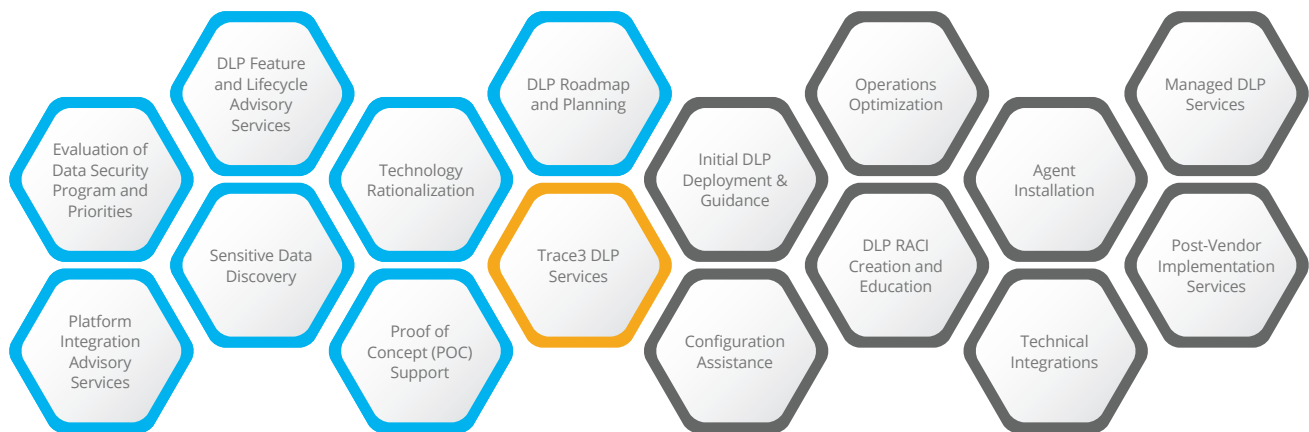 Evaluation of
Data Security
Program and
Priorities
Platform
Integration
Advisory
Services
DLP Feature
and Lifecycle
Advisory
Services
Sensitive Data
Discovery
Technology
Rationalization
Proof of
Concept (POC)
Support
DLP Roadmap
and Planning
Trace3 DLP
Services
Initial DLP
Deployment &
Guidance
Configuration
Assistance
Operations
Optimization
DLP RACI
Creation and
Education
Agent
Installation
Technical
Integrations
Managed DLP
Services
Post-Vendor
Implementation
Services